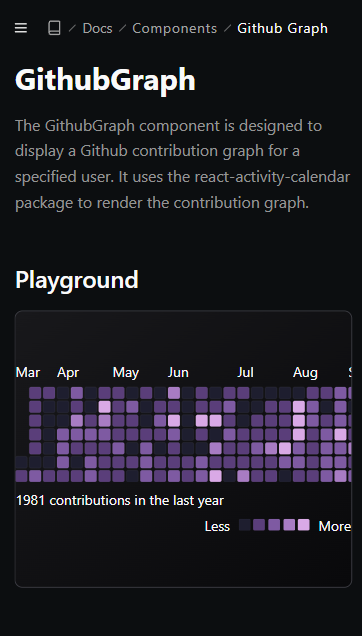 Docs / Components / Github Graph
GithubGraph
The GithubGraph component is designed to
display a Github contribution graph for a
specified user. It uses the react-activity-calendar
package to render the contribution graph.
Playground
Mar Apr May Jun Jul Aug
1981 contributions in the last year
Less More